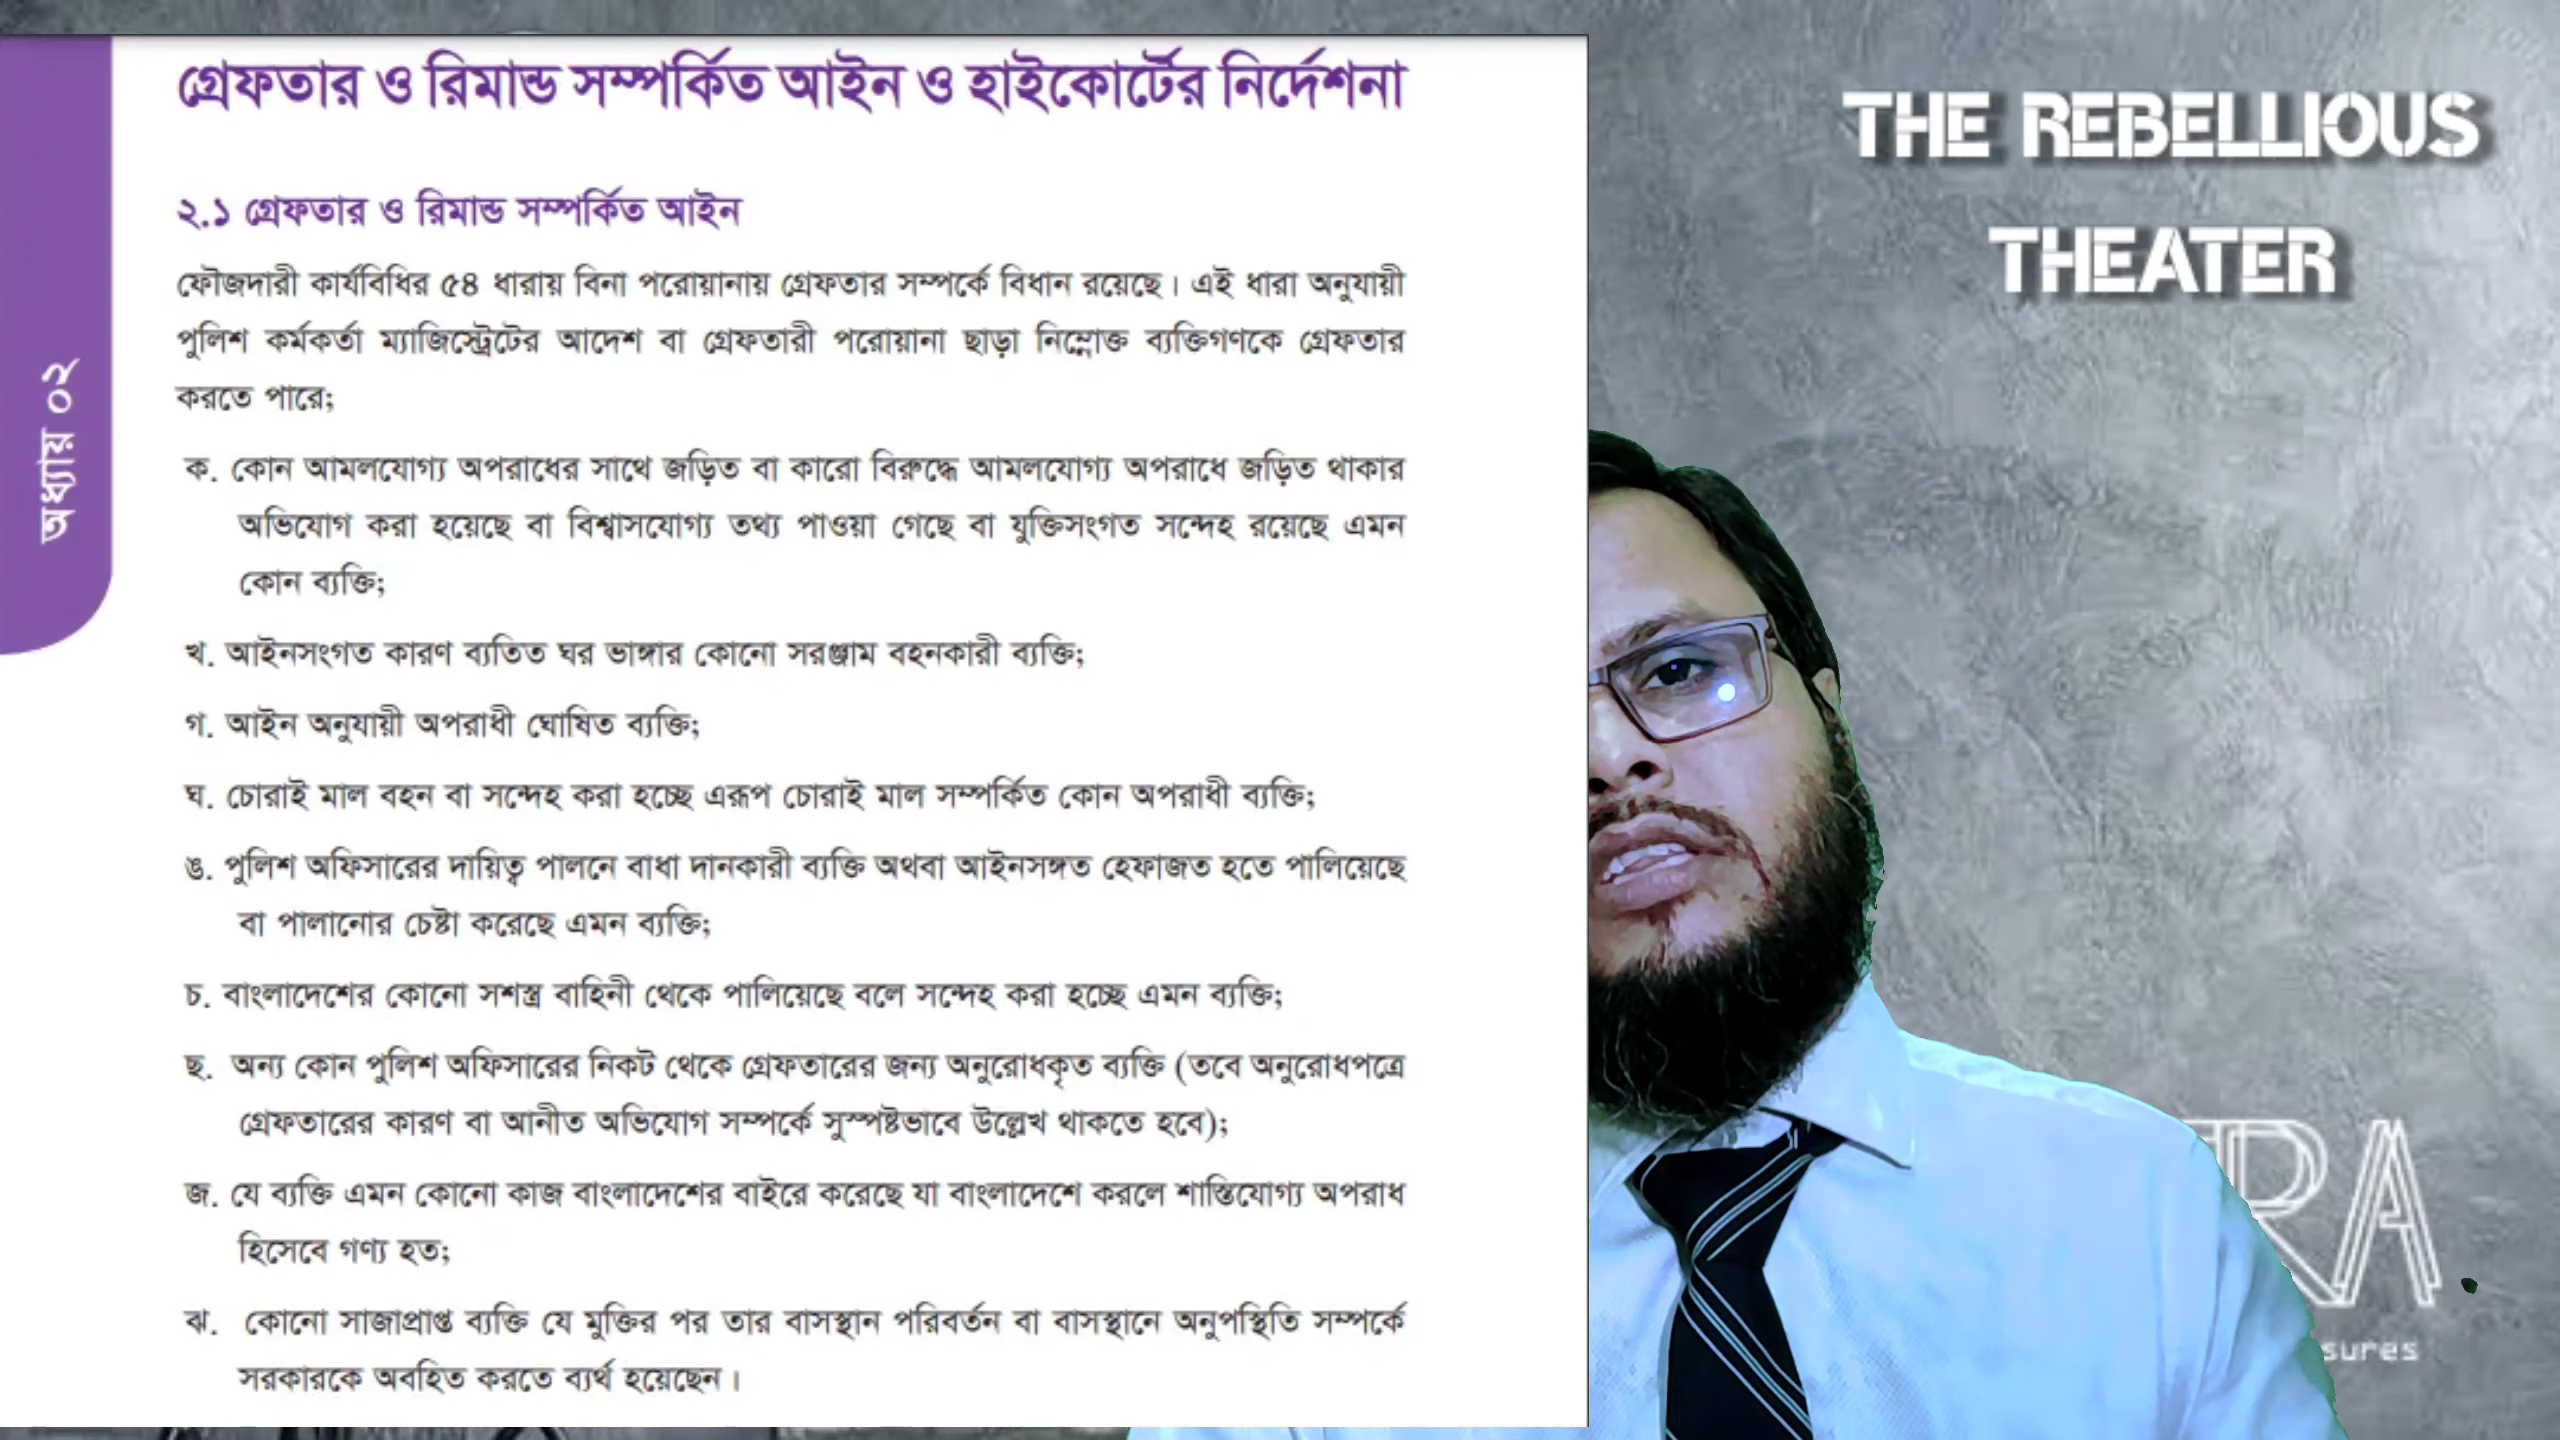 গ্রেফতার ও রিমান্ড সম্পর্কিত আইন ও হাইকোর্টের নির্দেশনা
২.১ গ্রেফতার ও রিমান্ড সম্পর্কিত আইন
ফৌজদারী কার্যবিধির ৫৪ ধারায় বিনা পরোয়ানায় গ্রেফতার সম্পর্কে বিধান রয়েছে। এই ধারা অনুযায়ী
পুলিশ কর্মকর্তা ম্যাজিস্ট্রেটের আদেশ বা গ্রেফতারী পরোয়ানা ছাড়া নিম্নোক্ত ব্যক্তিগণকে গ্রেফতার
করতে পারে;
অধ্যায় ০২
ক. কোন আমলযোগ্য অপরাধের সাথে জড়িত বা কারো বিরুদ্ধে আমলযোগ্য অপরাধে জড়িত থাকার
অভিযোগ করা হয়েছে বা বিশ্বাসযোগ্য তথ্য পাওয়া গেছে বা যুক্তিসংগত সন্দেহ রয়েছে এমন
কোন ব্যক্তি;
খ. আইনসংগত কারণ ব্যতিত ঘর ভাঙ্গার কোনো সরঞ্জাম বহনকারী ব্যক্তি;
গ. আইন অনুযায়ী অপরাধী ঘোষিত ব্যক্তি;
ঘ. চোরাই মাল বহন বা সন্দেহ করা হচ্ছে এরূপ চোরাই মাল সম্পর্কিত কোন অপরাধী ব্যক্তি;
ঙ. পুলিশ অফিসারের দায়িত্ব পালনে বাধা দানকারী ব্যক্তি অথবা আইনসঙ্গত হেফাজত হতে পালিয়েছে
বা পালানোর চেষ্টা করেছে এমন ব্যক্তি;
চ. বাংলাদেশের কোনো সশস্ত্র বাহিনী থেকে পালিয়েছে বলে সন্দেহ করা হচ্ছে এমন ব্যক্তি;
ছ. অন্য কোন পুলিশ অফিসারের নিকট থেকে গ্রেফতারের জন্য অনুরোধকৃত ব্যক্তি (তবে অনুরোধপত্রে
গ্রেফতারের কারণ বা আনীত অভিযোগ সম্পর্কে সুস্পষ্টভাবে উল্লেখ থাকতে হবে);
জ. যে ব্যক্তি এমন কোনো কাজ বাংলাদেশের বাইরে করেছে যা বাংলাদেশে করলে শাস্তিযোগ্য অপরাধ
হিসেবে গণ্য হত;
ঝ. কোনো সাজাপ্রাপ্ত ব্যক্তি যে মুক্তির পর তার বাসস্থান পরিবর্তন বা বাসস্থানে অনুপস্থিতি সম্পর্কে
সরকারকে অবহিত করতে ব্যর্থ হয়েছেন।
THE REBELLIOUS
THEATER